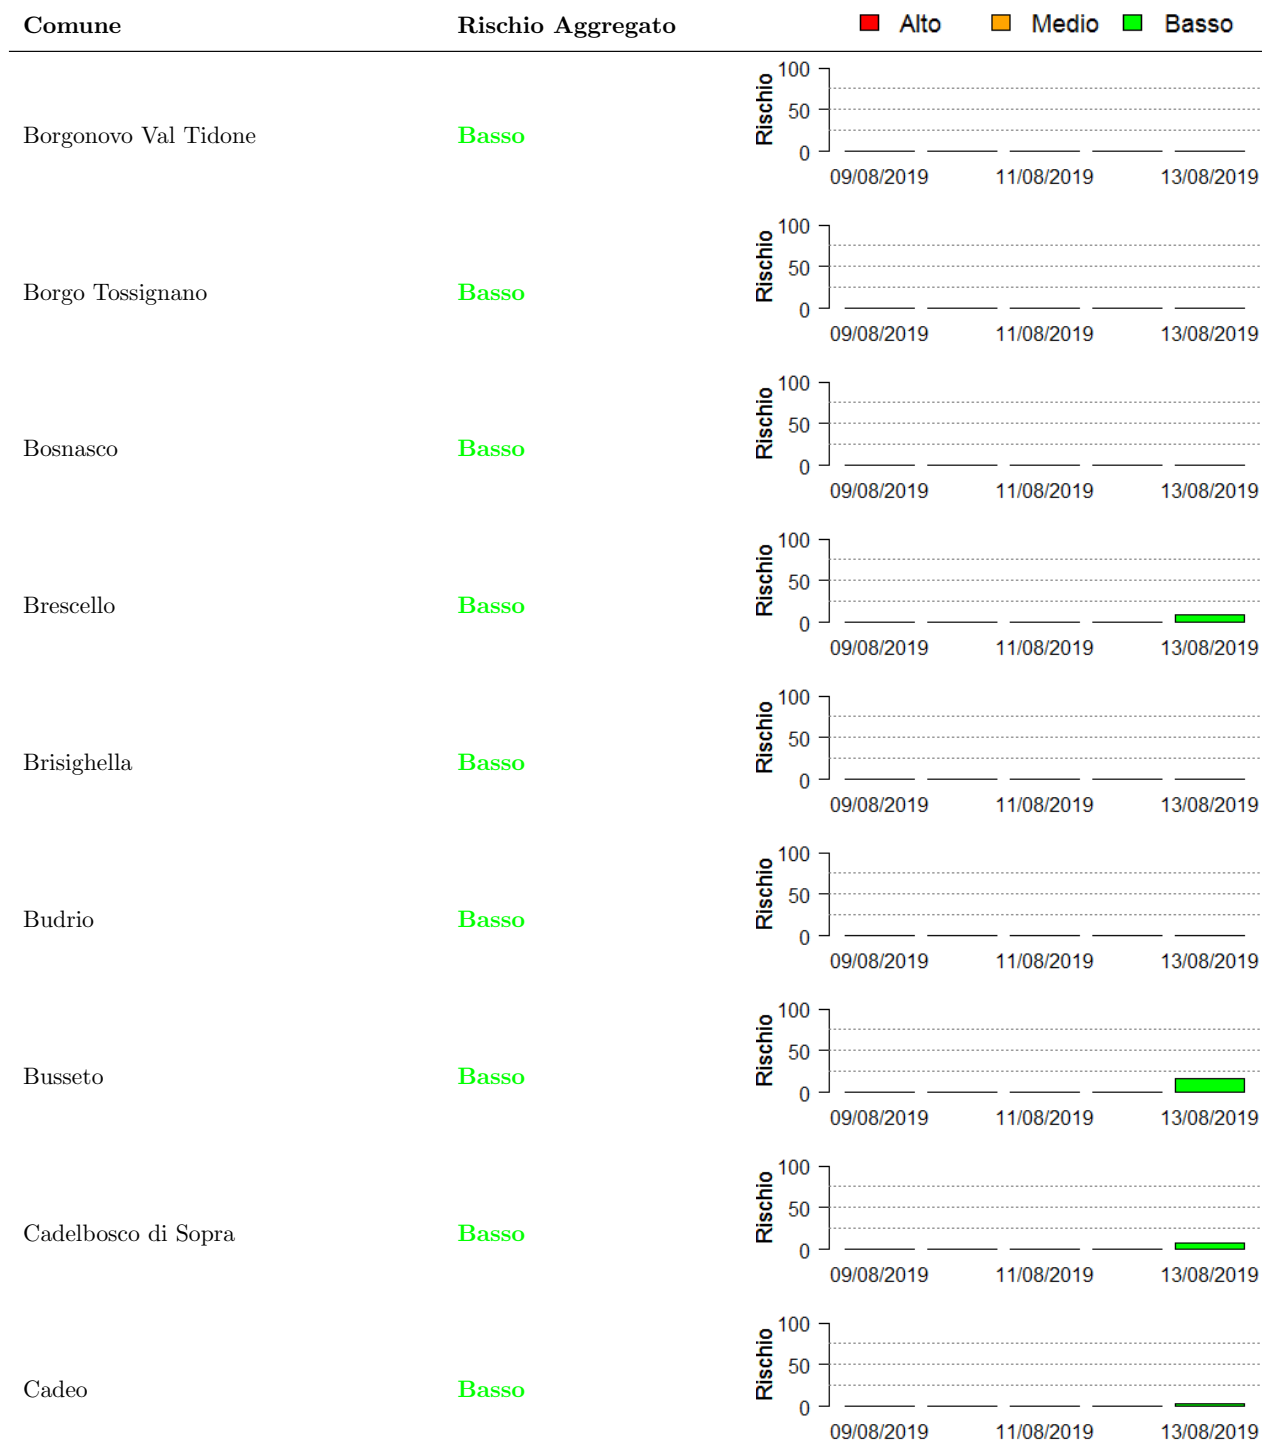 Comune Rischio Aggregato Alto Medio Basso
Borgonovo Val Tidone Basso
Rischio
100
50
0
09/08/2019 11/08/2019 13/08/2019
Borgo Tossignano Basso
Rischio
100
50
0
09/08/2019 11/08/2019 13/08/2019
Bosnasco Basso
Rischio
100
50
0
09/08/2019 11/08/2019 13/08/2019
Brescello Basso
Rischio
100
50
0
09/08/2019 11/08/2019 13/08/2019
Brisighella Basso
Rischio
100
50
0
09/08/2019 11/08/2019 13/08/2019
Budrio Basso
Rischio
100
50
0
09/08/2019 11/08/2019 13/08/2019
Busseto Basso
Rischio
100
50
0
09/08/2019 11/08/2019 13/08/2019
Cadelbosco di Sopra Basso
Rischio
100
50
0
09/08/2019 11/08/2019 13/08/2019
Cadeo Basso
Rischio
100
50
0
09/08/2019 11/08/2019 13/08/2019